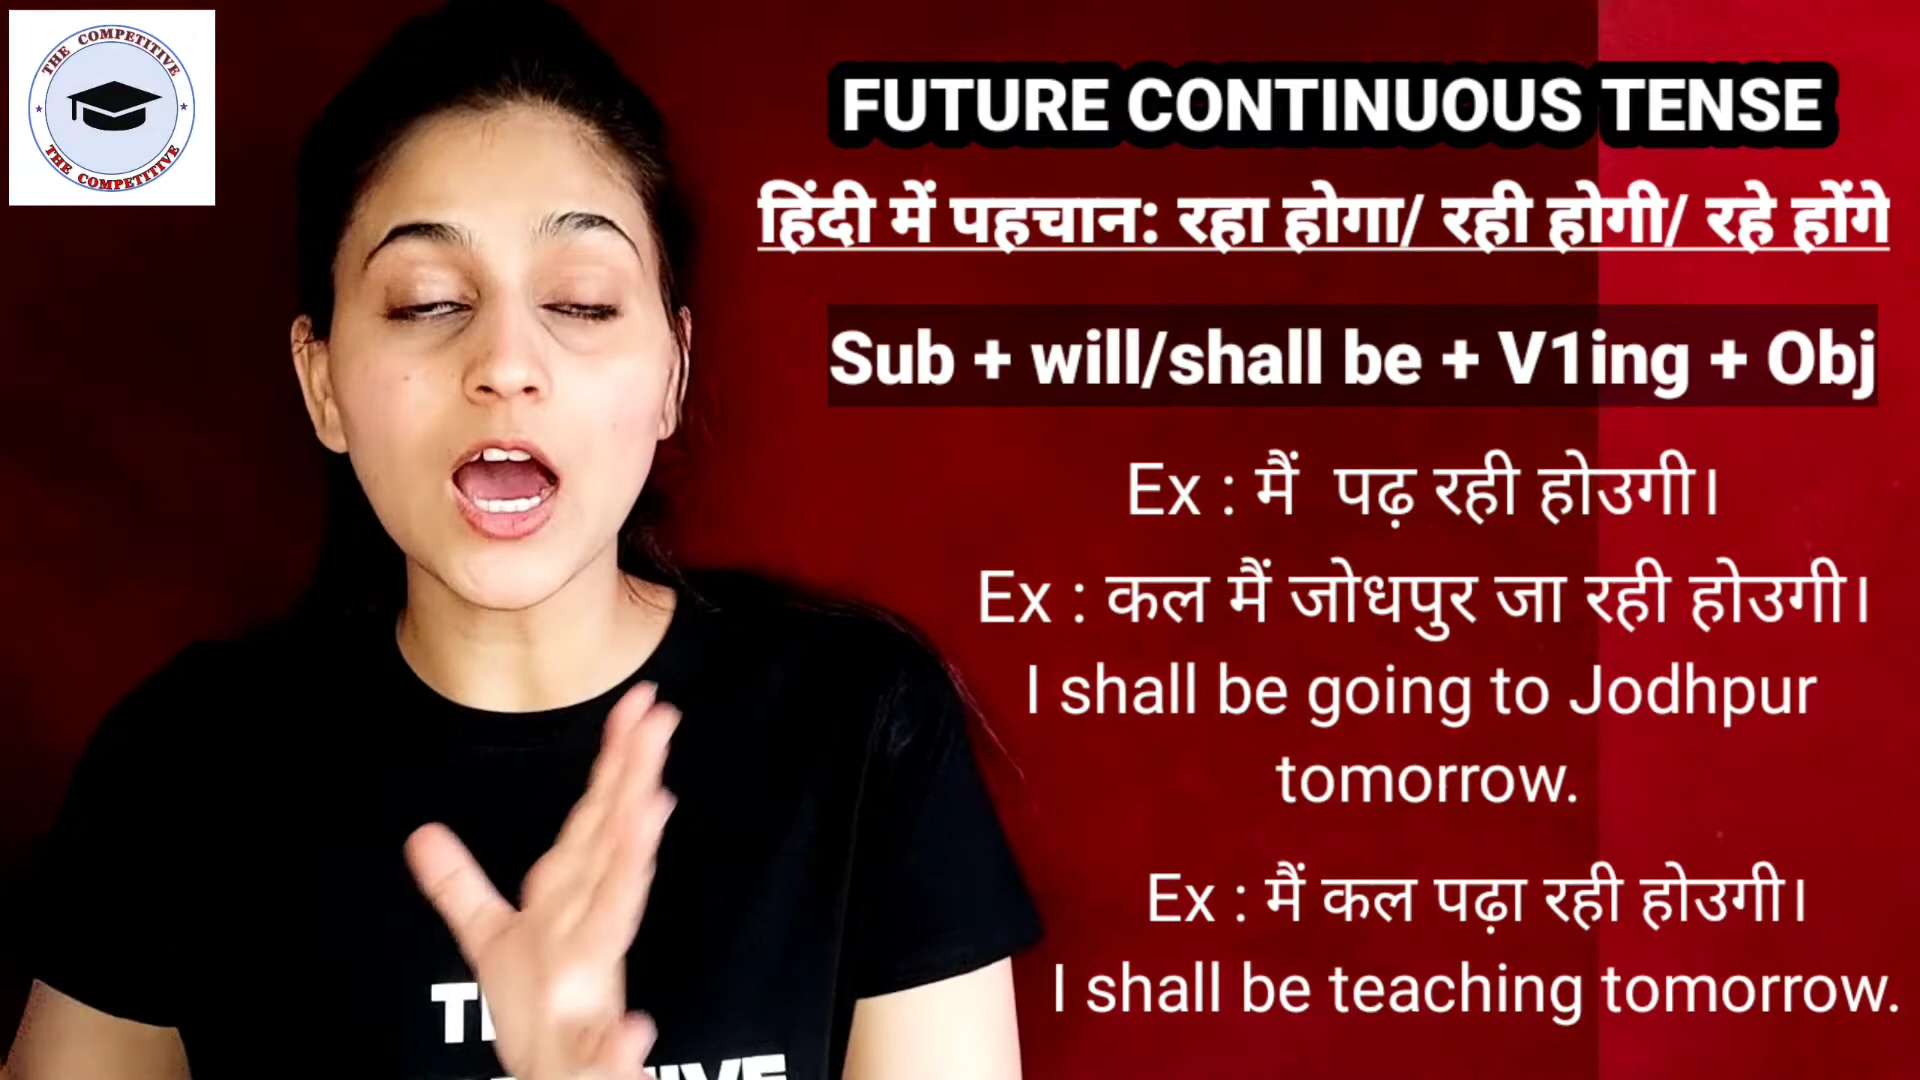 THE COMPETITIVE
THE COMPETITIVE
FUTURE CONTINUOUS TENSE
हिंदी में पहचान: रहा होगा/ रही होगी/ रहे होंगे
Sub + will/shall be + V1ing + Obj
Ex : मैं पढ़ रही होउगी।
Ex : कल मैं जोधपुर जा रही होउगी।
I shall be going to Jodhpur
tomorrow.
Ex : मैं कल पढ़ा रही होउगी।
I shall be teaching tomorrow.